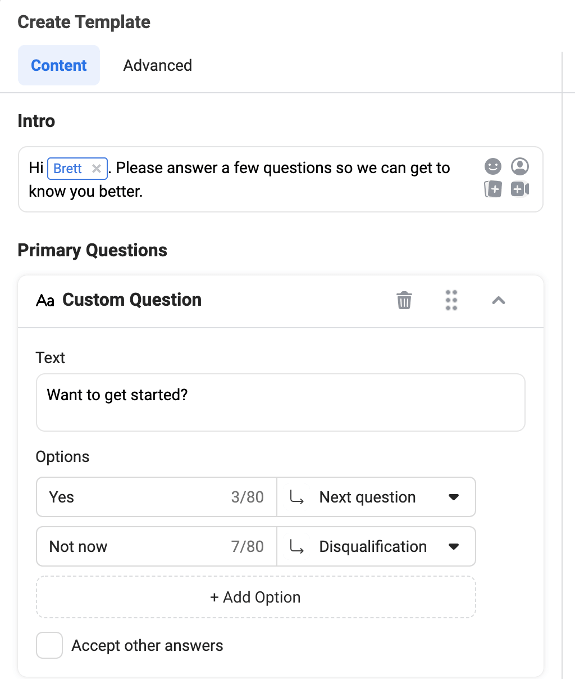 Create Template
Content Advanced
Intro
Hi Brett × . Please answer a few questions so we can get to
know you better.
Primary Questions
Aa Custom Question
Text
Want to get started?
Options
Yes 3/80 Next question
Not now 7/80 Disqualification
+ Add Option
Accept other answers